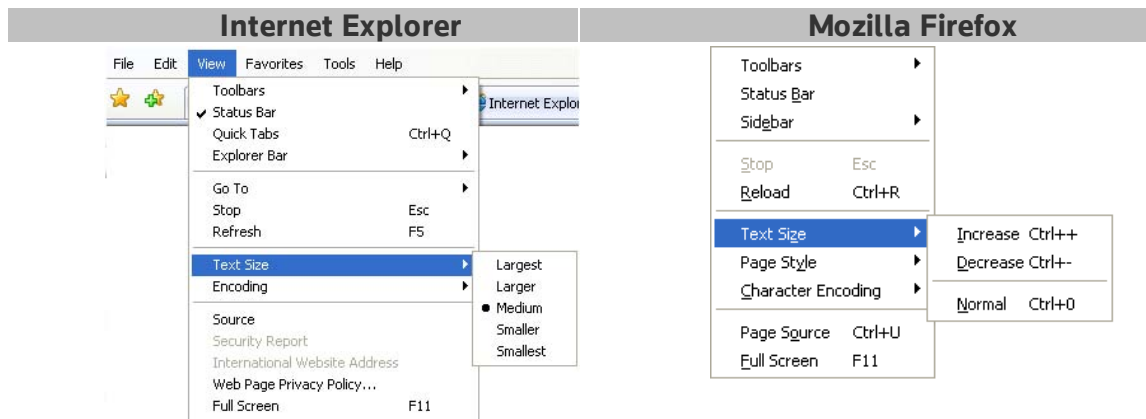 Internet Explorer
File Edit View Favorites Tools Help
Internet Explo
Toolbars
Status Bar
Quick Tabs Ctrl+Q
Explorer Bar
Go To
Stop Esc
Refresh F5
Text Size
Encoding
Largest
Larger
Medium
Smaller
Smallest
Source
Security Report
International Website Address
Web Page Privacy Policy...
Full Screen F11
Mozilla Firefox
Toolbars
Status Bar
Sidebar
Stop Esc
Reload Ctrl+R
Text Size
Page Style
Character Encoding
Increase Ctrl++
Decrease Ctrl+-
Normal Ctrl+0
Page Source Ctrl+U
Full Screen F11